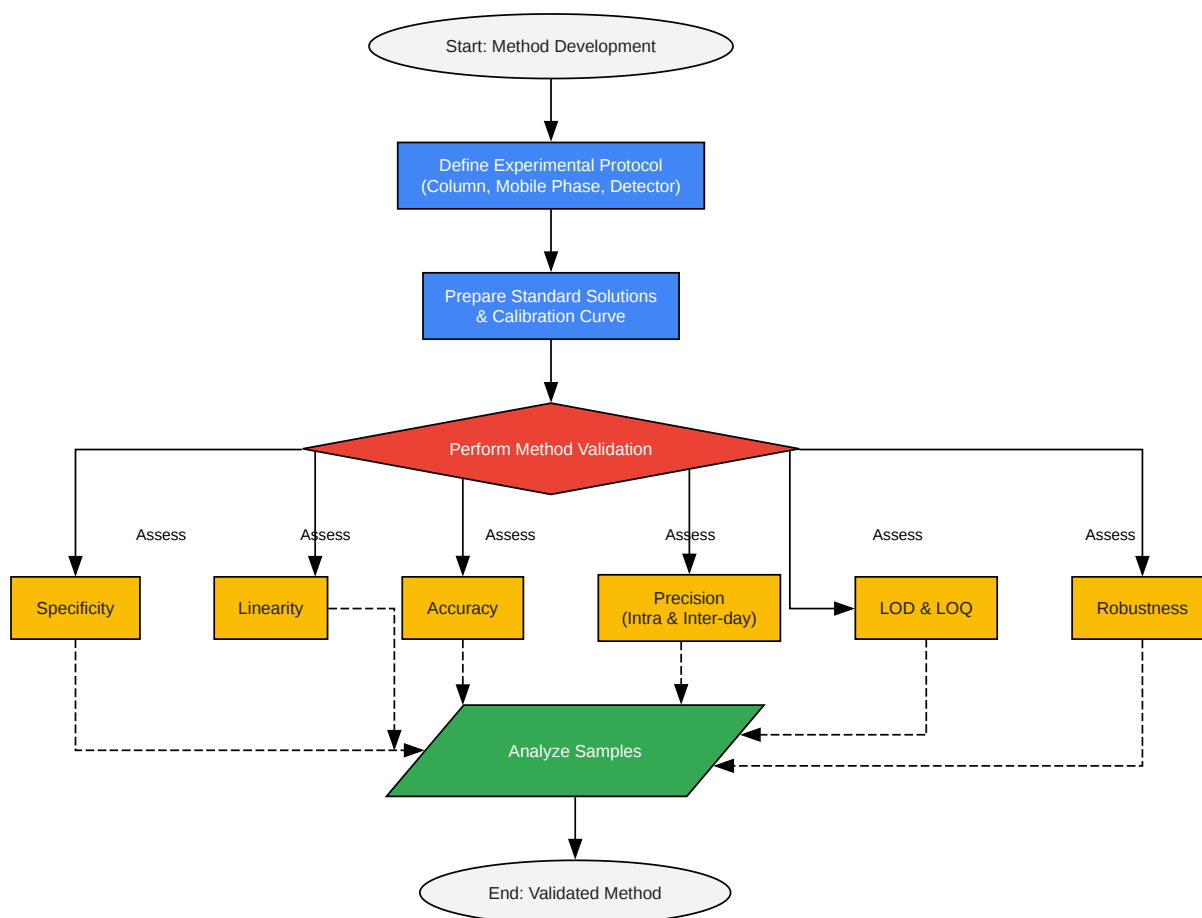 Start: Method Development
Define Experimental Protocol
(Column, Mobile Phase, Detector)
Prepare Standard Solutions
& Calibration Curve
Perform Method Validation
Assess
Assess
Assess
Assess
Assess
Assess
Specificity
Linearity
Accuracy
Precision
(Intra & Inter-day)
LOD & LOQ
Robustness
Analyze Samples
End: Validated Method